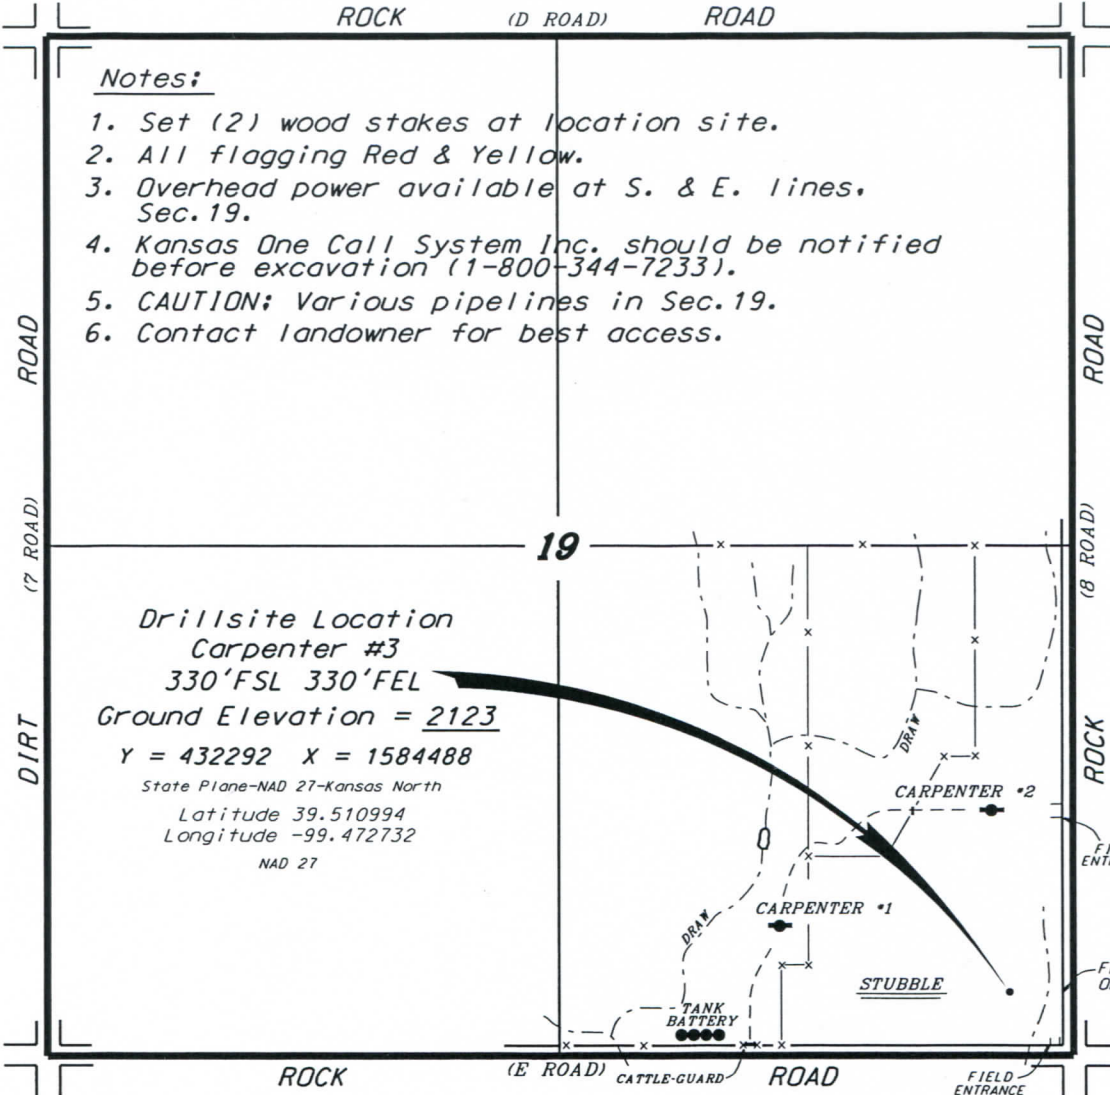 ROCK (D ROAD) ROAD
Notes:
1. Set (2) wood stakes at location site.
2. All flagging Red & Yellow.
3. Overhead power available at S. & E. lines,
Sec.19.
4. Kansas One Call System Inc. should be notified
before excavation (1-800-344-7233).
5. CAUTION: Various pipelines in Sec.19.
6. Contact landowner for best access.
ROAD
(7 ROAD)
DIRT
ROAD
(8 ROAD)
ROCK
19
Drillsite Location
Carpenter #3
330'FSL 330'FEL
Ground Elevation = 2123
Y = 432292 X = 1584488
State Plane-NAD 27-Kansas North
Latitude 39.510994
Longitude -99.472732
NAD 27
DRAW
CARPENTER #2
CARPENTER #1
DRAW
STUBBLE
TANK
BATTERY
ROCK (E ROAD) CATTLE-GUARD ROAD
FIELD
ENTRANCE